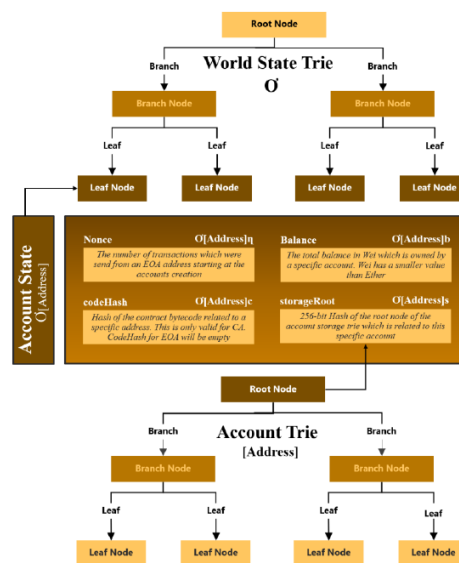 Root Node
Branch
World State Trie
Branch
Ơ
Branch Node
Branch Node
Leaf
Leaf
Leaf
Leaf
Leaf Node
Leaf Node
Leaf Node
Leaf Node
Account State
Ơ[Address]
Nonce
Ơ[Address]η
The number of transactions which were
send from an EOA address starting at the
accounts creation
Balance
Ơ[Address]b
The total balance in Wei which is owned by
a specific account. Wei has a smaller value
than Ether
codeHash
Ơ[Address]c
Hash of the contract bytecode related to a
specific address. This is only valid for CA.
CodeHash for EOA will be empty
storageRoot
Ơ[Address]s
256-bit Hash of the root node of the
account storage trie which is related to this
specific account
Root Node
Branch
Account Trie
Branch
[Address]
Branch Node
Branch Node
Leaf
Leaf
Leaf
Leaf
Leaf Node
Leaf Node
Leaf Node
Leaf Node